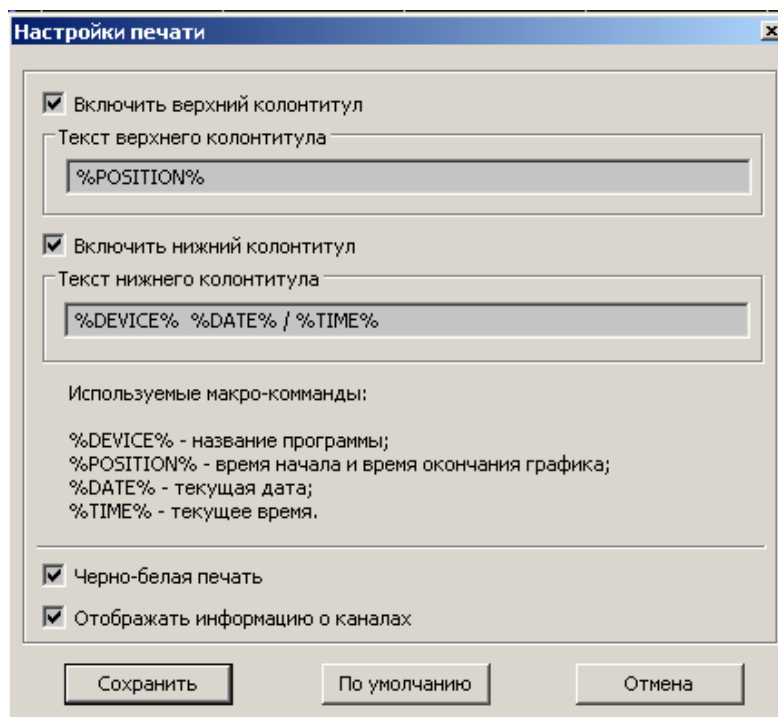 Настройки печати
Включить верхний колонтитул
Текст верхнего колонтитула
%POSITION%
Включить нижний колонтитул
Текст нижнего колонтитула
%DEVICE%  %DATE% / %TIME%
Используемые макро-комманды:
%DEVICE% - название программы;
%POSITION% - время начала и время окончания графика;
%DATE% - текущая дата;
%TIME% - текущее время.
Черно-белая печать
Отображать информацию о каналах
Сохранить
По умолчанию
Отмена